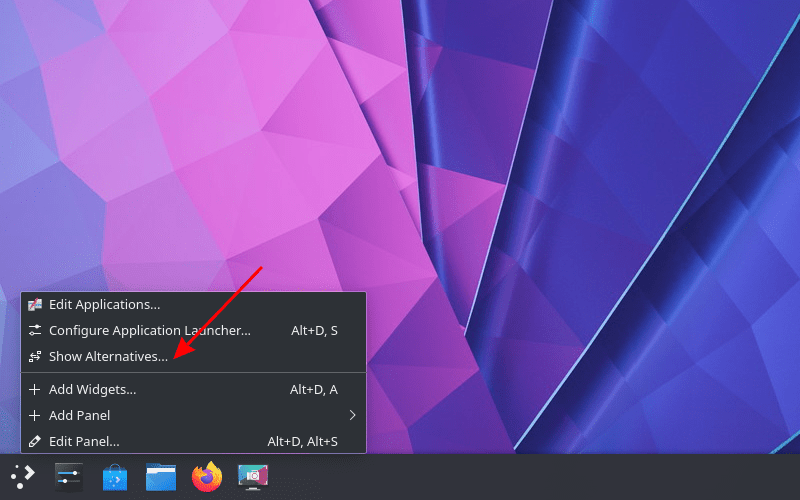 Edit Applications...
Configure Application Launcher... Alt+D, S
Show Alternatives...
Add Widgets... Alt+D, A
Add Panel
Edit Panel... Alt+D, Alt+S